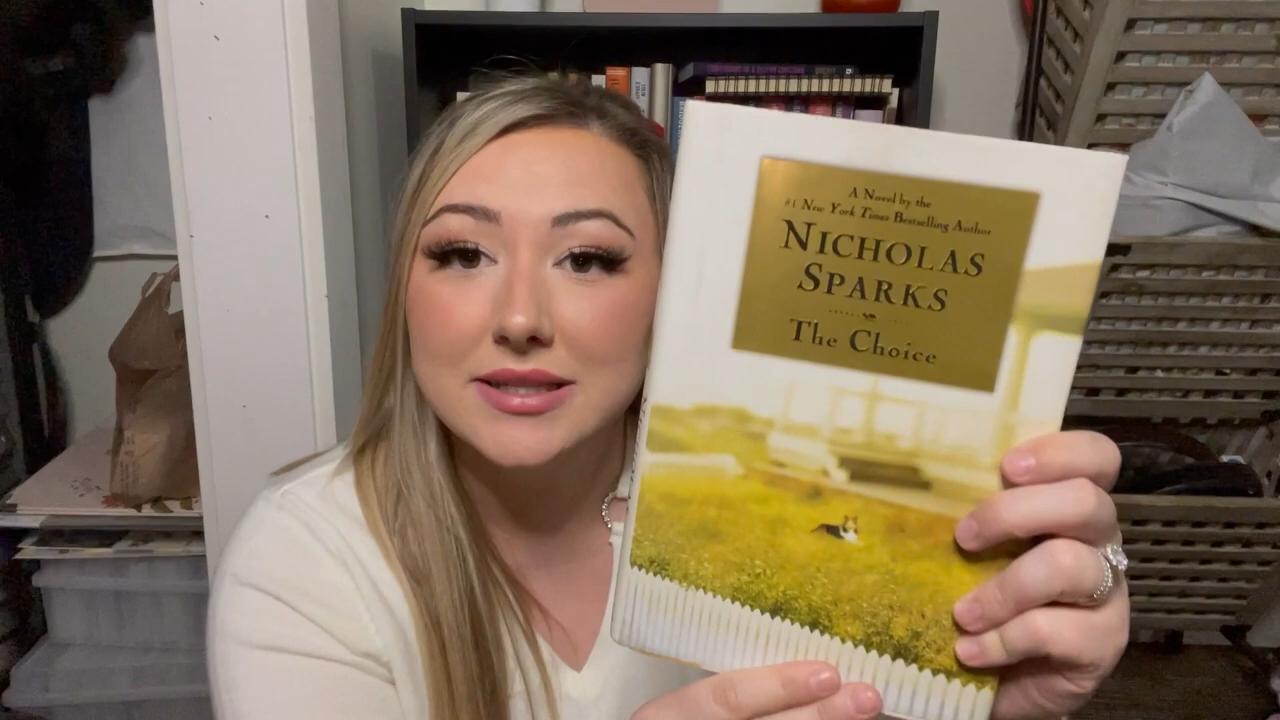 A Novel by the
#1 New York Times Bestselling Author
NICHOLAS
SPARKS
The Choice